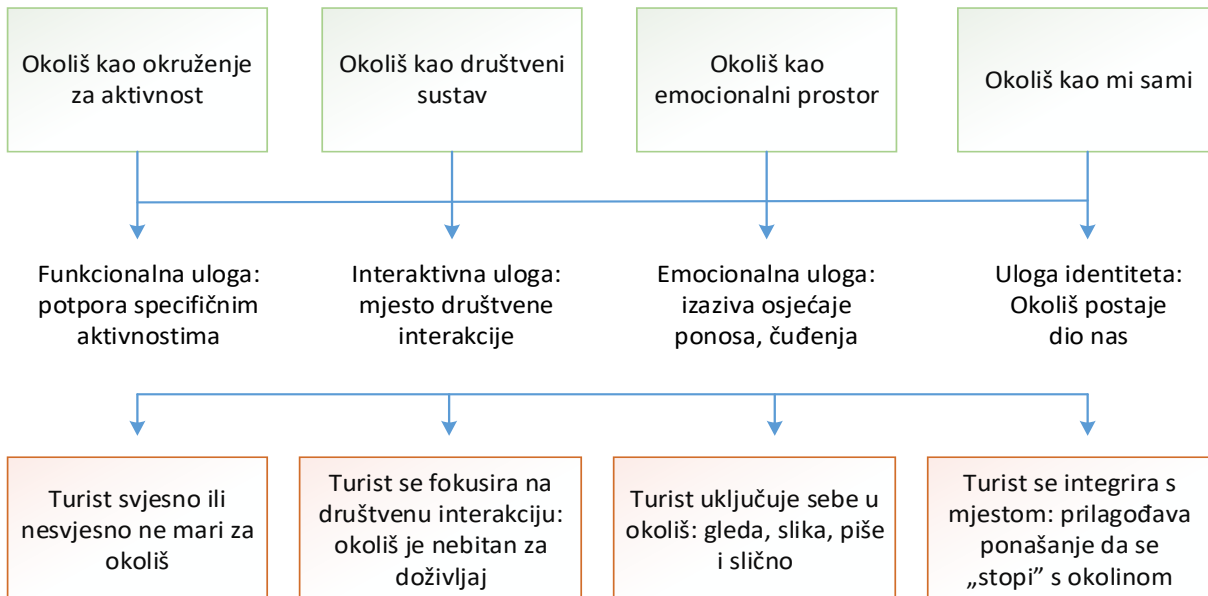 Okoliš kao okruženje
za aktivnost
Okoliš kao društveni
sustav
Okoliš kao
emocionalni prostor
Okoliš kao mi sami
Funkcionalna uloga:
potpora specifičnim
aktivnostima
Interaktivna uloga:
mjesto društvene
interakcije
Emocionalna uloga:
izaziva osjećaje
ponosa, čuđenja
Uloga identiteta:
Okoliš postaje
dio nas
Turist svjesno ili
nesvjesno ne mari za
okoliš
Turist se fokusira na
društvenu interakciju:
okoliš je nebitan za
doživljaj
Turist uključuje sebe u
okoliš: gleda, slika, piše
i slično
Turist se integrira s
mjestom: prilagođava
ponašanje da se
„stopi” s okolinom